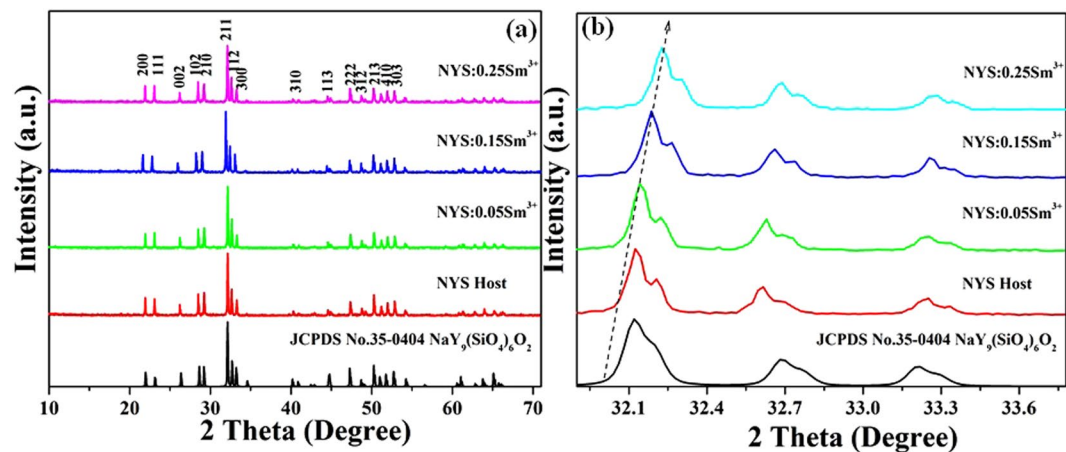 (a)
Intensity (a.u.)
200 111 002 102 210 211 112 300 310 113 222 312 213 410 303
NYS:0.25Sm³⁺
NYS:0.15Sm³⁺
NYS:0.05Sm³⁺
NYS Host
JCPDS No.35-0404 NaY₉(SiO₄)₆O₂
10 20 30 40 50 60 70
2 Theta (Degree)
(b)
Intensity (a.u.)
NYS:0.25Sm³⁺
NYS:0.15Sm³⁺
NYS:0.05Sm³⁺
NYS Host
JCPDS No.35-0404 NaY₉(SiO₄)₆O₂
32.1 32.4 32.7 33.0 33.3 33.6
2 Theta (Degree)